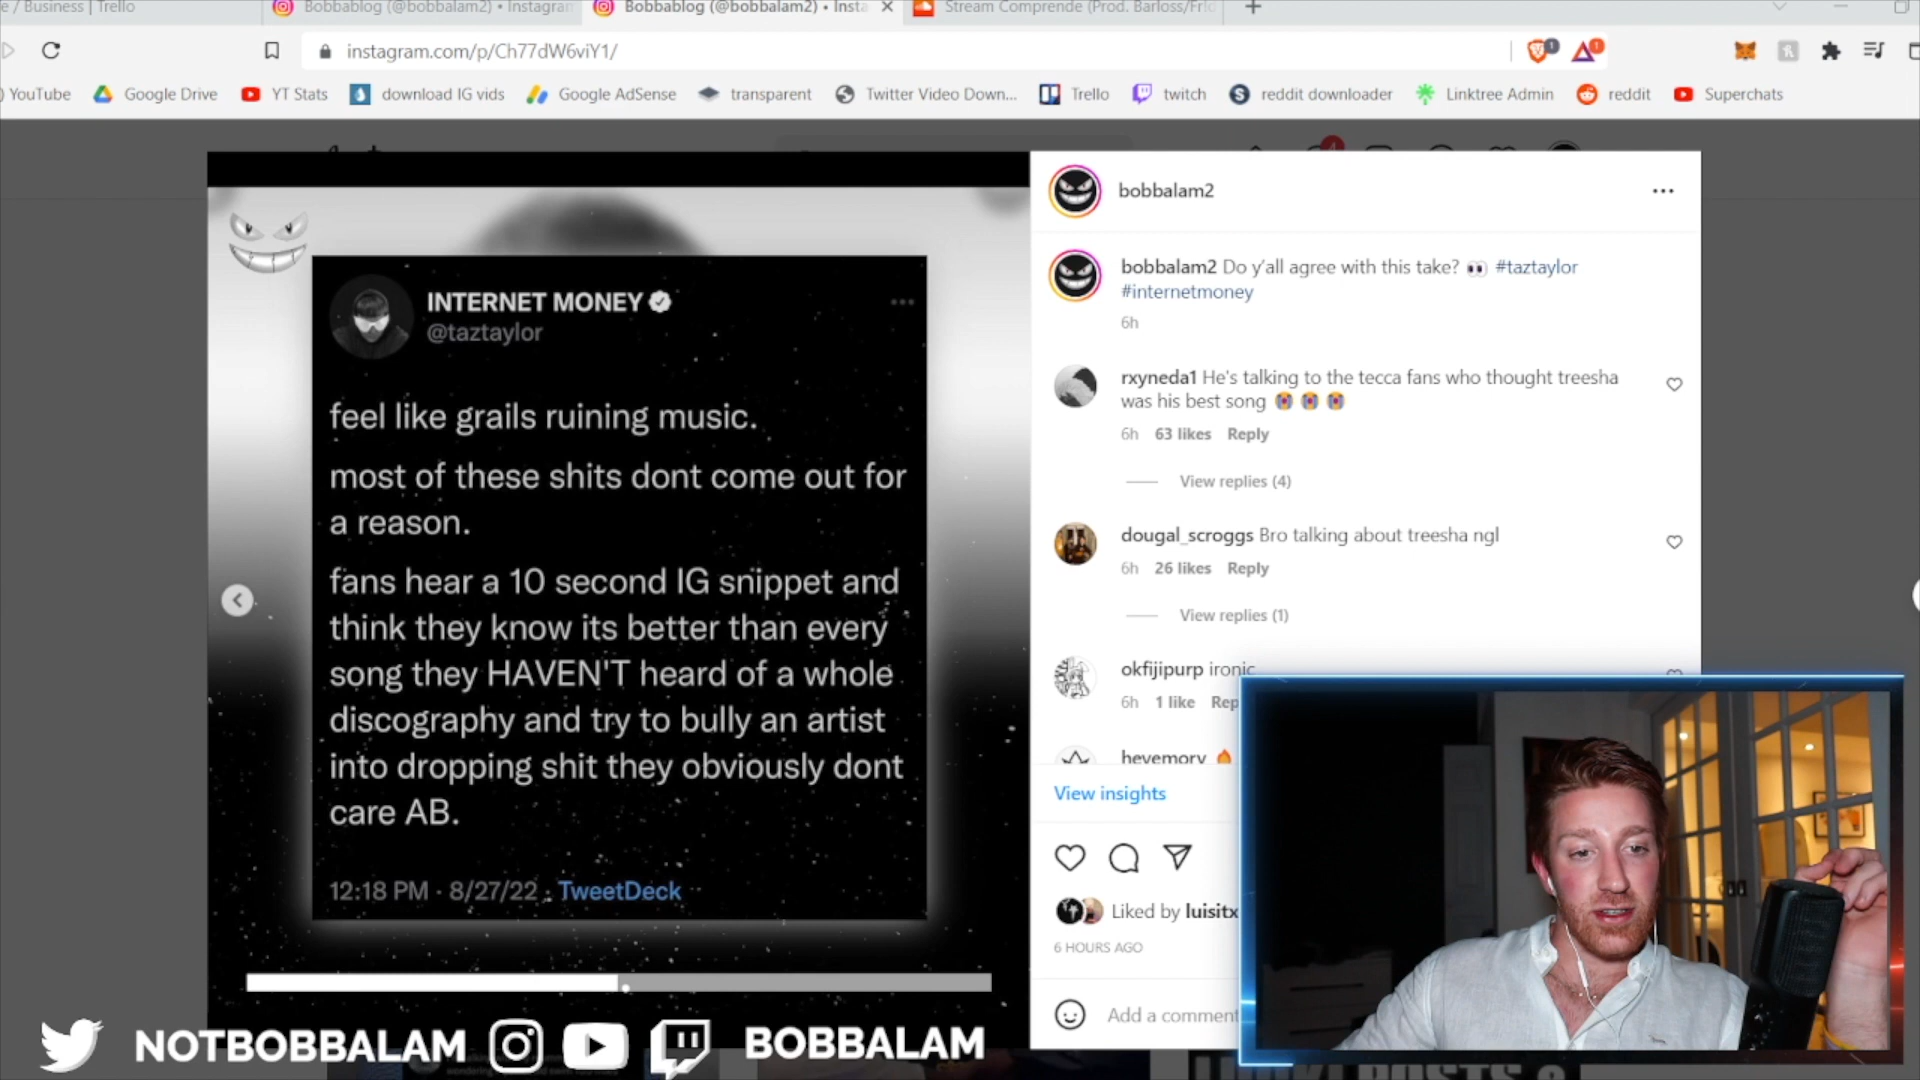 e / Business | Trello
Bobbablog (@bobbalam2) • Instagram
Bobbablog (@bobbalam2) • Insta
Stream Comprende (Prod. Barloss/Frid
instagram.com/p/Ch77dW6viY1/
YouTube
Google Drive
YT Stats
download IG vids
Google AdSense
transparent
Twitter Video Down...
Trello
twitch
reddit downloader
Linktree Admin
reddit
Superchats
INTERNET MONEY
@taztaylor
feel like grails ruining music.
most of these shits dont come out for
a reason.
fans hear a 10 second IG snippet and
think they know its better than every
song they HAVEN'T heard of a whole
discography and try to bully an artist
into dropping shit they obviously dont
care AB.
12:18 PM · 8/27/22 · TweetDeck
bobbalam2
bobbalam2 Do y'all agree with this take? 👀 #taztaylor
#internetmoney
6h
rxyneda1 He's talking to the tecca fans who thought treesha
was his best song 😭 😭 😭
6h 63 likes Reply
View replies (4)
dougal_scroggs Bro talking about treesha ngl
6h 26 likes Reply
View replies (1)
okfijipurp ironic
6h 1 like Rep
hevemory 🔥
View insights
Liked by luisitx
6 HOURS AGO
Add a comment
NOTBOBBALAM
BOBBALAM